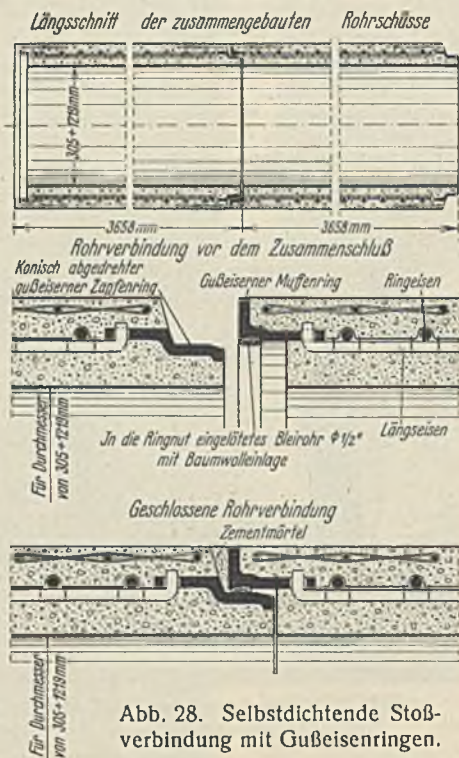 Längsschnitt der zusammengebauten Rohrschüsse
305÷1219mm
3658mm 3658mm
Rohrverbindung vor dem Zusammenschluß
Konisch abgedrehter
gußeiserner Zapfenring
Gußeiserner Muffenring
Ringeisen
Für Durchmesser
von 305÷1219mm
Jn die Ringnut eingelötetes Bleirohr Φ 1/2"
mit Baumwolleinlage
Längseisen
Geschlossene Rohrverbindung
Zementmörtel
Für Durchmesser
von 305÷1219mm
Abb. 28. Selbstdichtende Stoß-
verbindung mit Gußeisenringen.